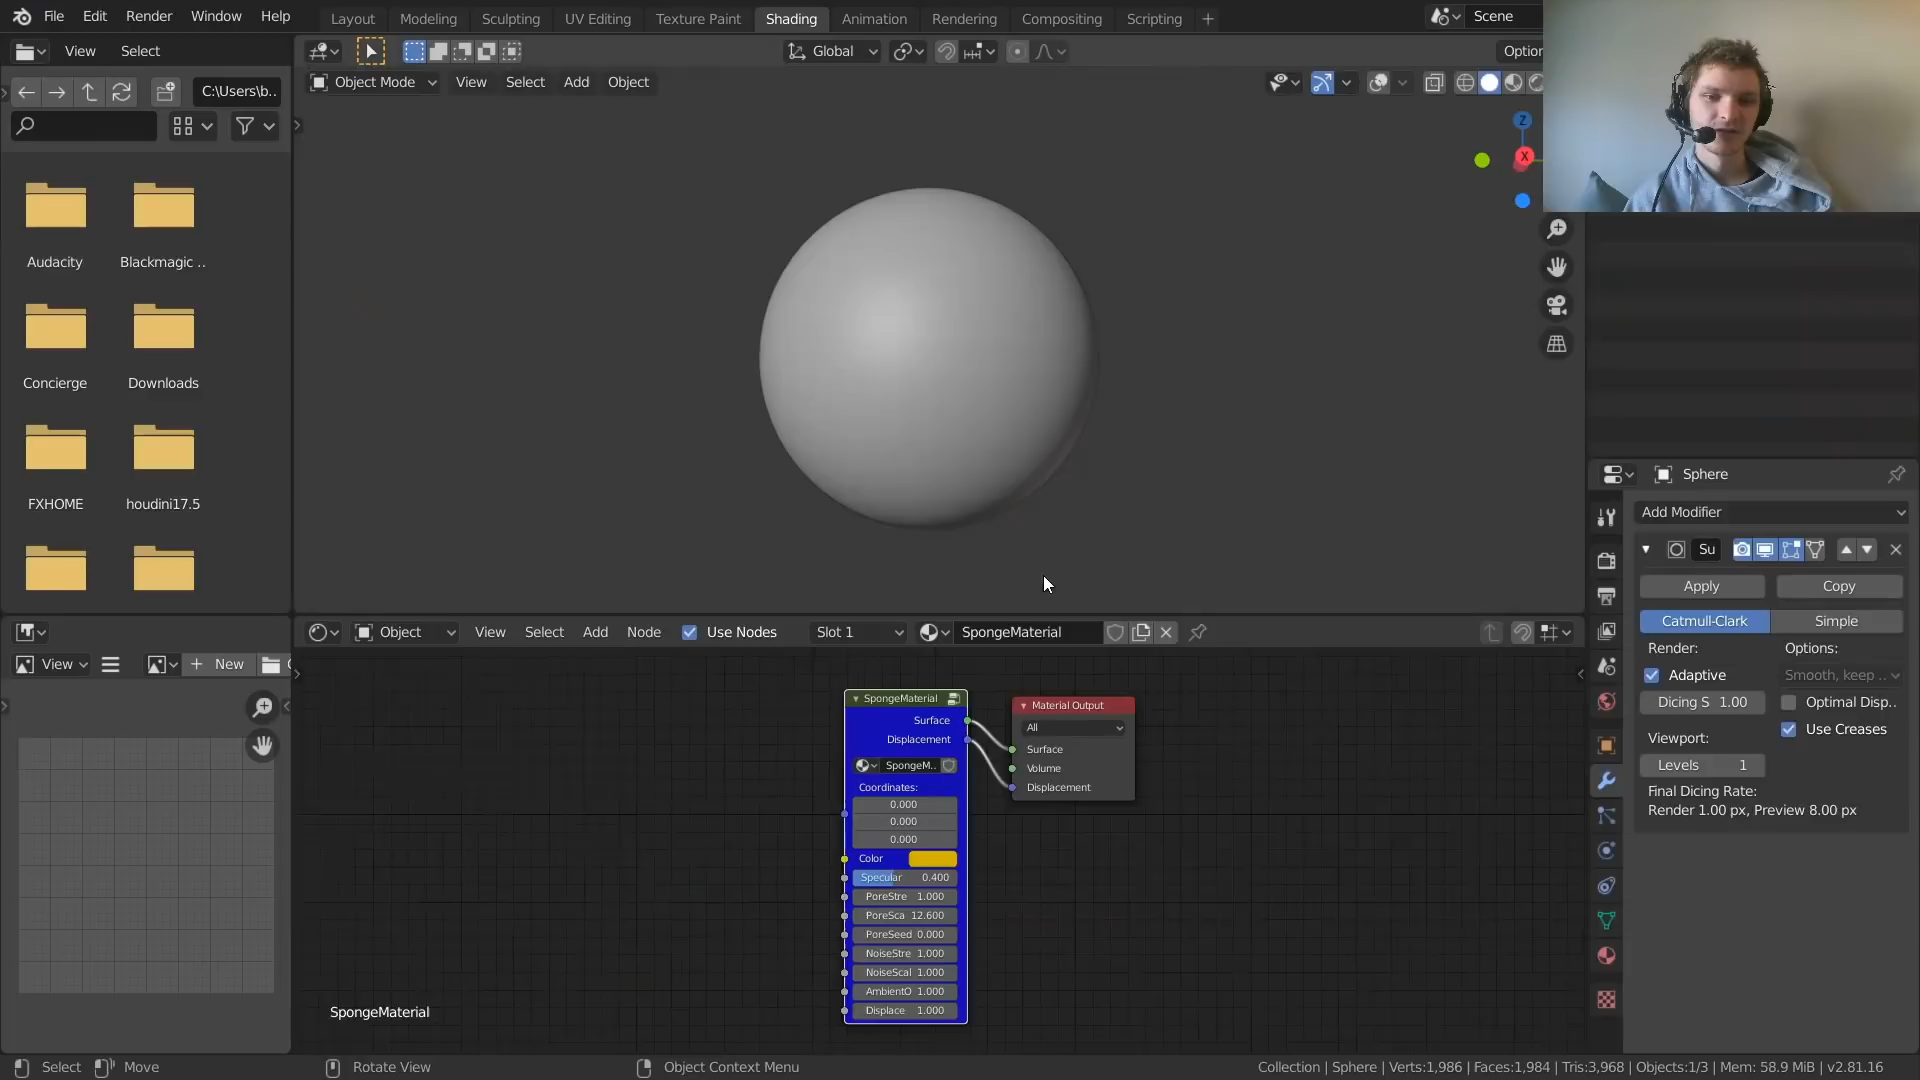 File Edit Render Window Help
Layout Modeling Sculpting UV Editing Texture Paint Shading Animation Rendering Compositing Scripting +
Scene
View Select
Global
Optior
Object Mode View Select Add Object
C:\Users\b..
Z
X
Audacity Blackmagic ..
Concierge Downloads
FXHOME houdini17.5
Sphere
Add Modifier
Su
Apply Copy
Catmull-Clark Simple
Render: Options:
Adaptive Smooth, keep ..
Dicing S 1.00 Optimal Disp..
Use Creases
Viewport:
Levels 1
Final Dicing Rate:
Render 1.00 px, Preview 8.00 px
Object View Select Add Node Use Nodes Slot 1 SpongeMaterial
View + New
SpongeMaterial
Surface
Displacement
SpongeM..
Coordinates:
0.000
0.000
0.000
Color
Specular 0.400
PoreStre 1.000
PoreSca 12.600
PoreSeed 0.000
NoiseStre 1.000
NoiseScal 1.000
AmbientO 1.000
Displace 1.000
Material Output
All
Surface
Volume
Displacement
SpongeMaterial
Select Move Rotate View Object Context Menu
Collection | Sphere | Verts:1,986 | Faces:1,984 | Tris:3,968 | Objects:1/3 | Mem: 58.9 MiB | v2.81.16